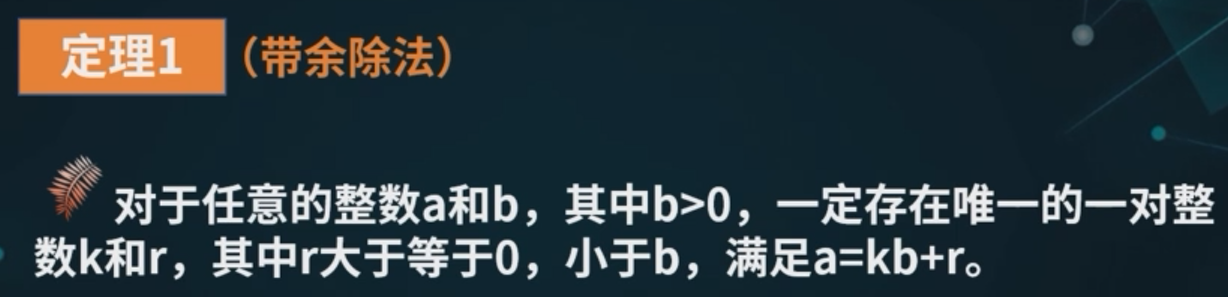 定理1（带余除法）
对于任意的整数a和b，其中b>0，一定存在唯一的一对整
数k和r，其中r大于等于0，小于b，满足a=kb+r。